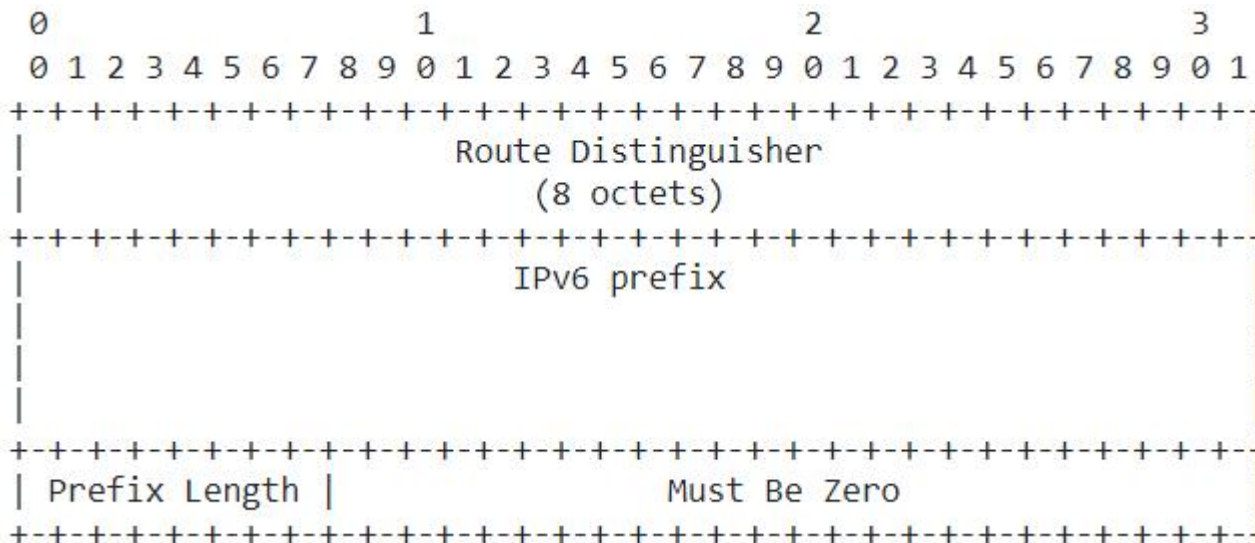 0                   1                   2                   3
0 1 2 3 4 5 6 7 8 9 0 1 2 3 4 5 6 7 8 9 0 1 2 3 4 5 6 7 8 9 0 1
+-+-+-+-+-+-+-+-+-+-+-+-+-+-+-+-+-+-+-+-+-+-+-+-+-+-+-+-+-+-+-+--
| Route Distinguisher
| (8 octets)
+-+-+-+-+-+-+-+-+-+-+-+-+-+-+-+-+-+-+-+-+-+-+-+-+-+-+-+-+-+-+-+--
| IPv6 prefix
|
|
|
+-+-+-+-+-+-+-+-+-+-+-+-+-+-+-+-+-+-+-+-+-+-+-+-+-+-+-+-+-+-+-+--
| Prefix Length | Must Be Zero
+-+-+-+-+-+-+-+-+-+-+-+-+-+-+-+-+-+-+-+-+-+-+-+-+-+-+-+-+-+-+-+--